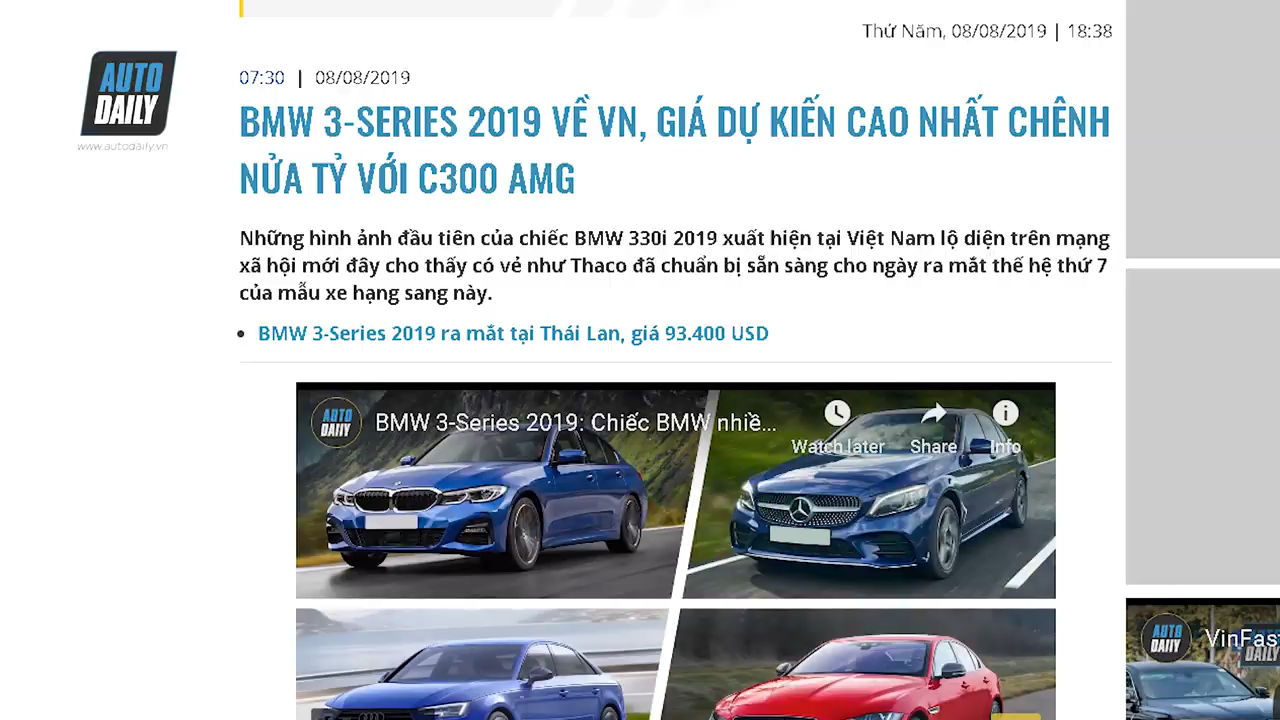 Thứ Năm, 08/08/2019 | 18:38
AUTO
DAILY
www.autodaily.vn
07:30 | 08/08/2019
BMW 3-SERIES 2019 VỀ VN, GIÁ DỰ KIẾN CAO NHẤT CHÊNH
NỬA TỶ VỚI C300 AMG
Những hình ảnh đầu tiên của chiếc BMW 330i 2019 xuất hiện tại Việt Nam lộ diện trên mạng
xã hội mới đây cho thấy có vẻ như Thaco đã chuẩn bị sẵn sàng cho ngày ra mắt thế hệ thứ 7
của mẫu xe hạng sang này.
• BMW 3-Series 2019 ra mắt tại Thái Lan, giá 93.400 USD
AUTO
DAILY
BMW 3-Series 2019: Chiếc BMW nhiề...
Watch later Share Info
AUTO
DAILY
VinFas
DAILY